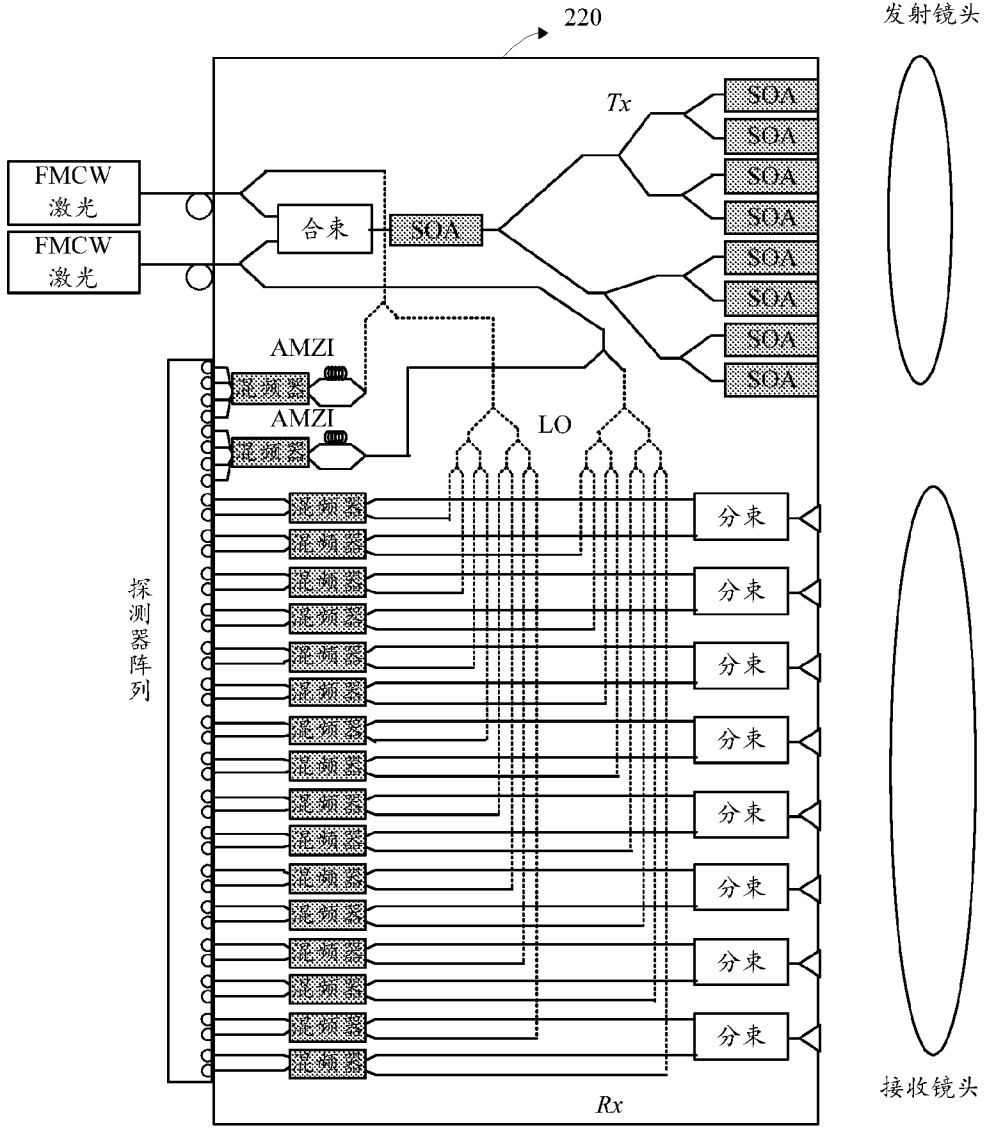 220
发射镜头
Tx
SOA
SOA
SOA
SOA
SOA
SOA
SOA
SOA
FMCW
激光
FMCW
激光
合束
SOA
AMZI
混频器
AMZI
混频器
LO
混频器
分束
混频器
混频器
分束
混频器
混频器
分束
混频器
混频器
分束
混频器
混频器
分束
混频器
混频器
分束
混频器
混频器
分束
混频器
混频器
分束
混频器
探测器阵列
接收镜头
Rx